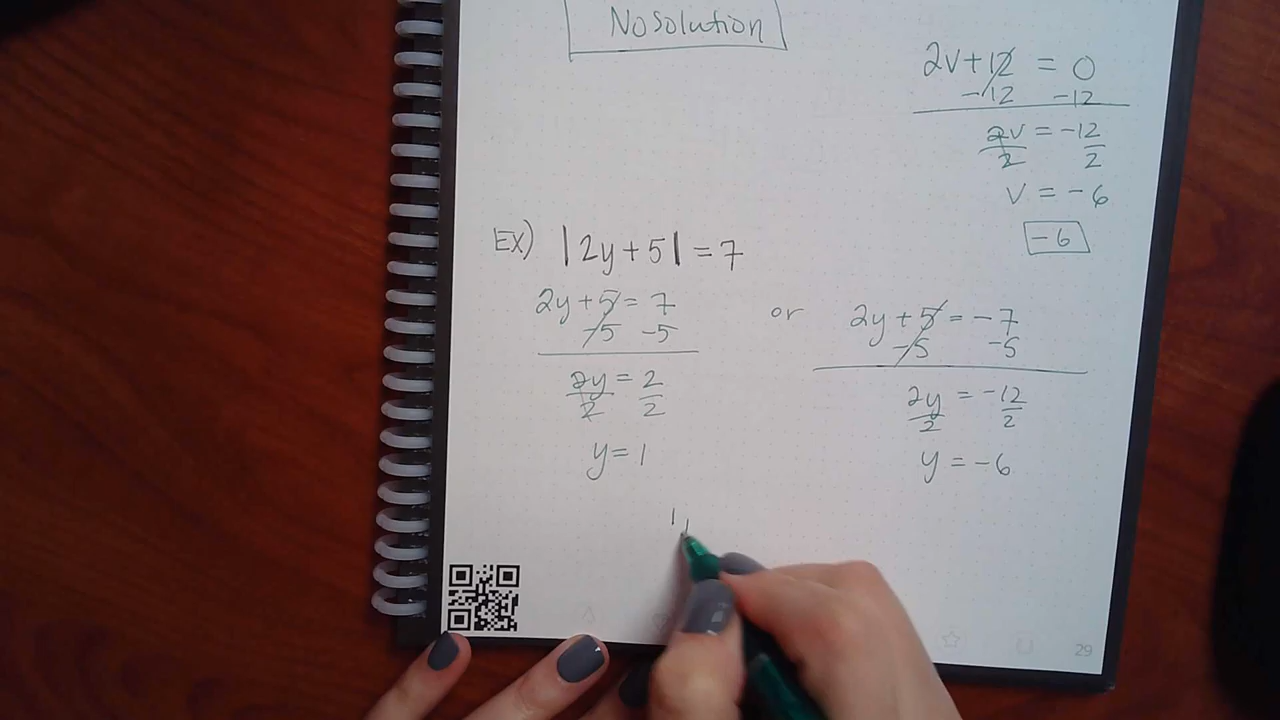 No Solution
2v+12 = 0
-12 -12
2v = -12
2 2
v = -6
-6
EX) |2y+5| = 7
2y+5 = 7 or 2y+5 = -7
-5 -5 -5 -5
2y = 2 2y = -12
2 2 2 2
y = 1 y = -6
1,
29